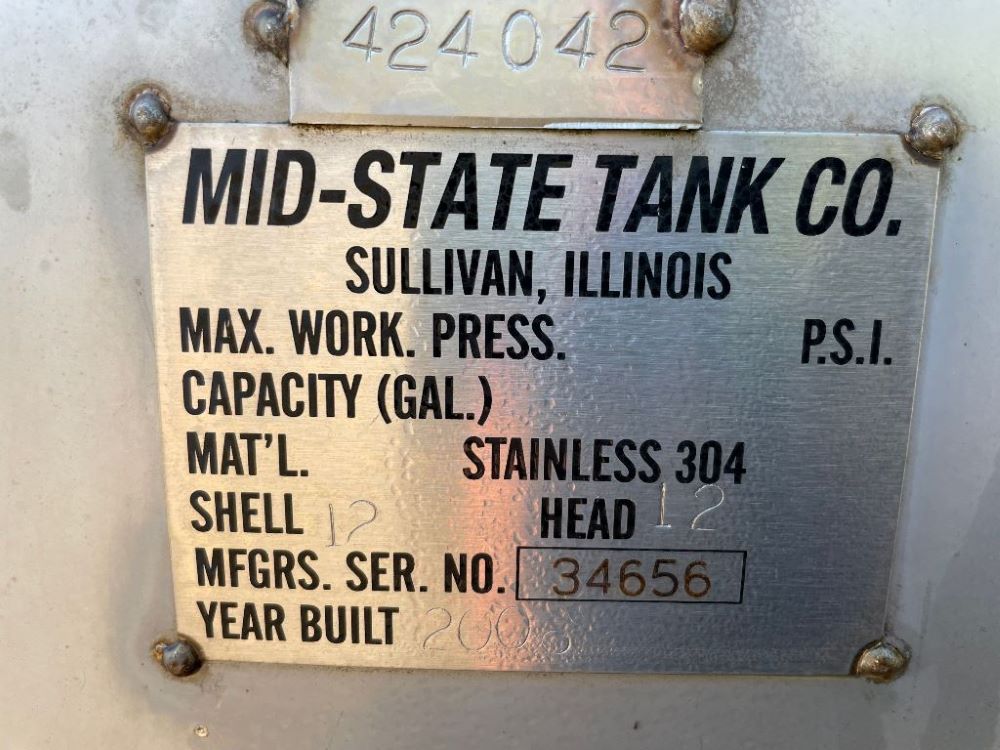 424042
MID-STATE TANK CO.
SULLIVAN, ILLINOIS
MAX. WORK. PRESS. P.S.I.
CAPACITY (GAL.)
MAT'L. STAINLESS 304
SHELL 12 HEAD 12
MFGRS. SER. NO. 34656
YEAR BUILT